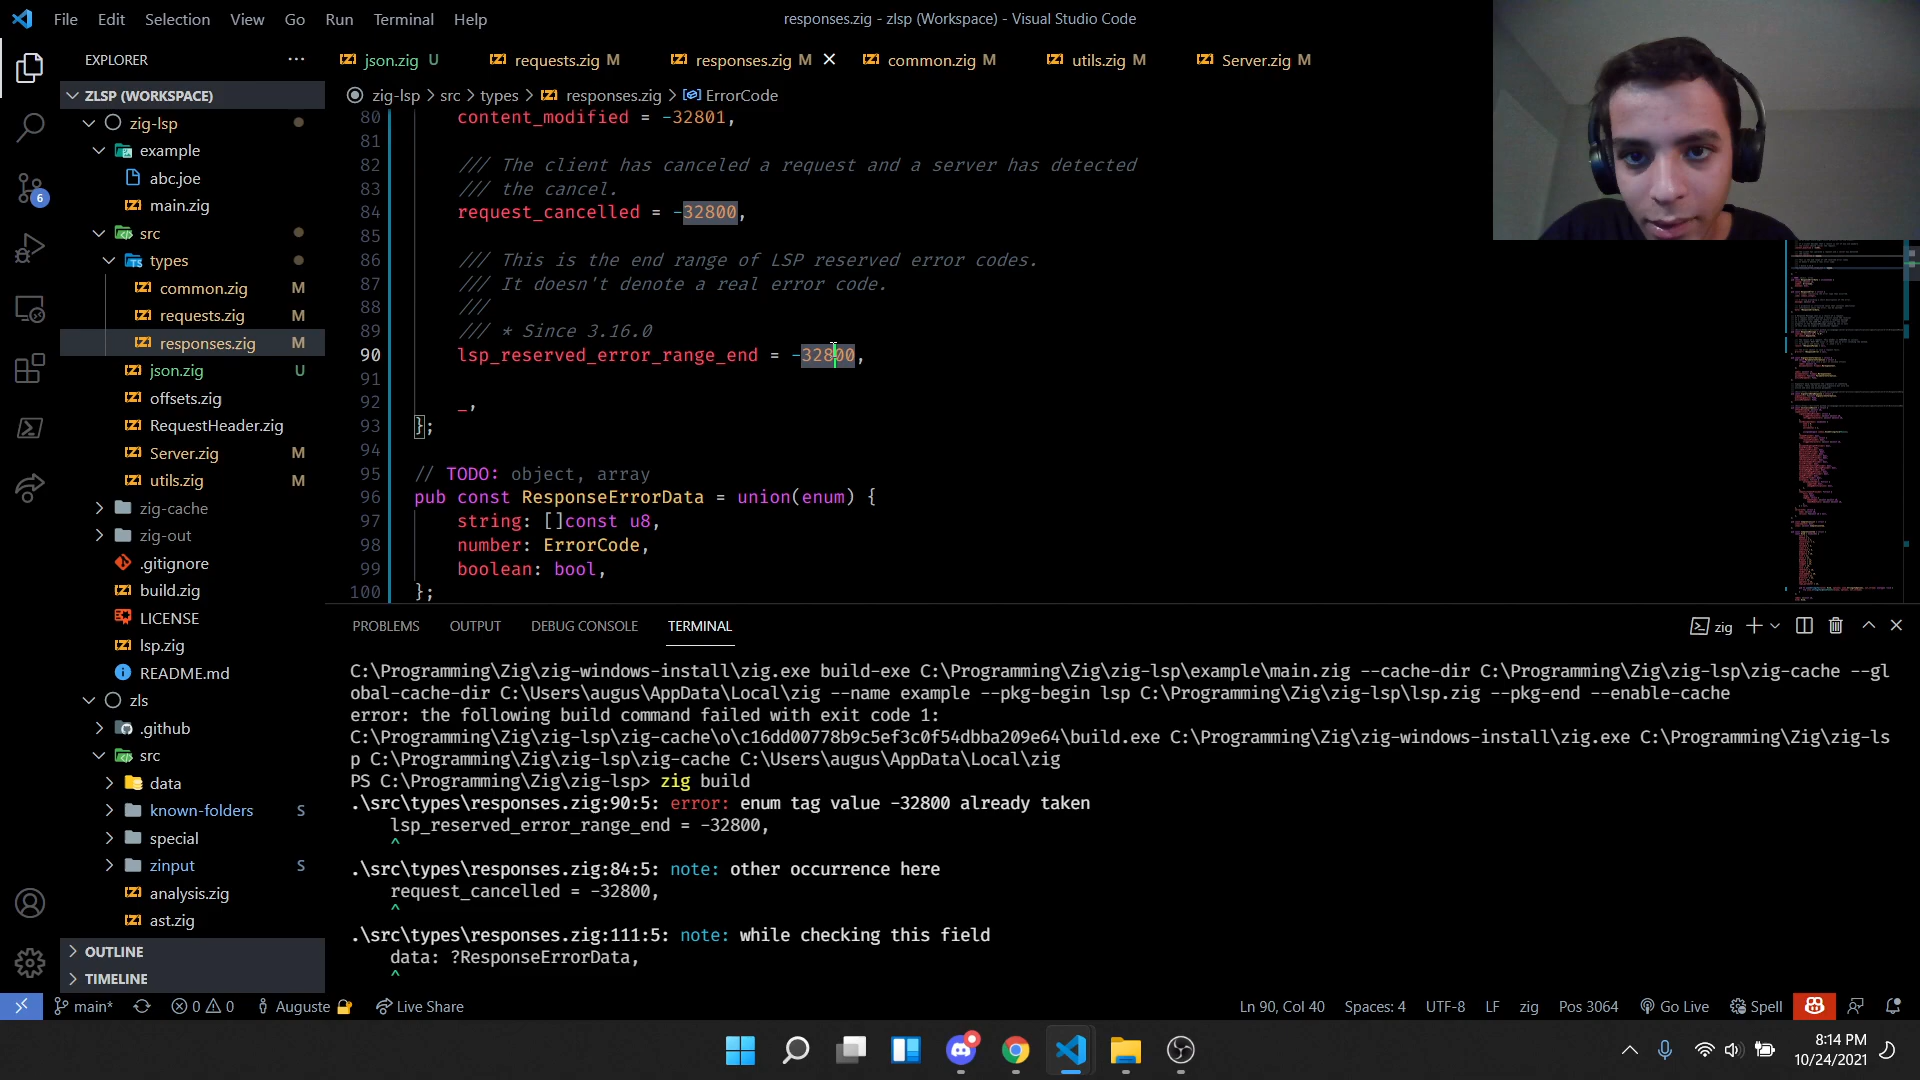 File Edit Selection View Go Run Terminal Help
responses.zig - zlsp (Workspace) - Visual Studio Code
EXPLORER
ZLSP (WORKSPACE)
zig-lsp
example
abc.joe
main.zig
src
types
common.zig M
requests.zig M
responses.zig M
json.zig U
offsets.zig
RequestHeader.zig
Server.zig M
utils.zig M
zig-cache
zig-out
.gitignore
build.zig
LICENSE
lsp.zig
README.md
zls
.github
src
data
known-folders S
special
zinput S
analysis.zig
ast.zig
OUTLINE
TIMELINE
6
json.zig U requests.zig M responses.zig M common.zig M utils.zig M Server.zig M
zig-lsp > src > types > responses.zig > ErrorCode
80 content_modified = -32801,
81
82 /// The client has canceled a request and a server has detected
83 /// the cancel.
84 request_cancelled = -32800,
85
86 /// This is the end range of LSP reserved error codes.
87 /// It doesn't denote a real error code.
88 ///
89 /// * Since 3.16.0
90 lsp_reserved_error_range_end = -32800,
91
92 _,
93 };
94
95 // TODO: object, array
96 pub const ResponseErrorData = union(enum) {
97 string: []const u8,
98 number: ErrorCode,
99 boolean: bool,
100 };
PROBLEMS OUTPUT DEBUG CONSOLE TERMINAL
zig
C:\Programming\Zig\zig-windows-install\zig.exe build-exe C:\Programming\Zig\zig-lsp\example\main.zig --cache-dir C:\Programming\Zig\zig-lsp\zig-cache --gl
obal-cache-dir C:\Users\augus\AppData\Local\zig --name example --pkg-begin lsp C:\Programming\Zig\zig-lsp\lsp.zig --pkg-end --enable-cache
error: the following build command failed with exit code 1:
C:\Programming\Zig\zig-lsp\zig-cache\o\c16dd00778b9c5ef3c0f54dbba209e64\build.exe C:\Programming\Zig\zig-windows-install\zig.exe C:\Programming\Zig\zig-ls
p C:\Programming\Zig\zig-lsp\zig-cache C:\Users\augus\AppData\Local\zig
PS C:\Programming\Zig\zig-lsp> zig build
.\src\types\responses.zig:90:5: error: enum tag value -32800 already taken
lsp_reserved_error_range_end = -32800,
^
.\src\types\responses.zig:84:5: note: other occurrence here
request_cancelled = -32800,
^
.\src\types\responses.zig:111:5: note: while checking this field
data: ?ResponseErrorData,
^
main* 0 0 Auguste Live Share
Ln 90, Col 40 Spaces: 4 UTF-8 LF zig Pos 3064 Go Live Spell
8:14 PM
10/24/2021